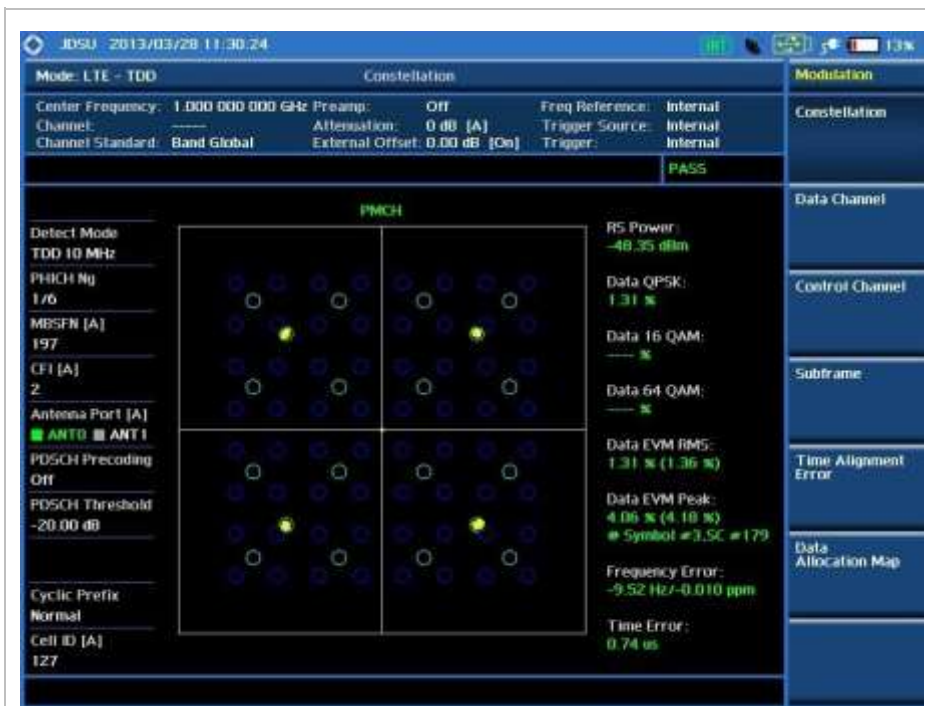 JDSU 2013/03/28 11:30:24
13%
Mode: LTE - TDD Constellation
Center Frequency: 1.000 000 000 GHz Preamp: Off Freq Reference: Internal
Channel: ----- Attenuation: 0 dB [A] Trigger Source: Internal
Channel Standard: Band Global External Offset: 0.00 dB [On] Trigger: Internal
PASS
PMCH
Detect Mode
TDD 10 MHz
PHICH Ng
1/6
MBSFN [A]
197
CFI [A]
2
Antenna Port [A]
ANT0 ANT1
PDSCH Precoding
Off
PDSCH Threshold
-20.00 dB
Cyclic Prefix
Normal
Cell ID [A]
127
RS Power:
-48.35 dBm
Data QPSK:
1.31 %
Data 16 QAM:
---- %
Data 64 QAM:
---- %
Data EVM RMS:
1.31 % (1.36 %)
Data EVM Peak:
4.06 % (4.18 %)
@ Symbol #3,SC #179
Frequency Error:
-9.52 Hz/-0.010 ppm
Time Error:
0.74 us
Modulation
Constellation
Data Channel
Control Channel
Subframe
Time Alignment
Error
Data
Allocation Map